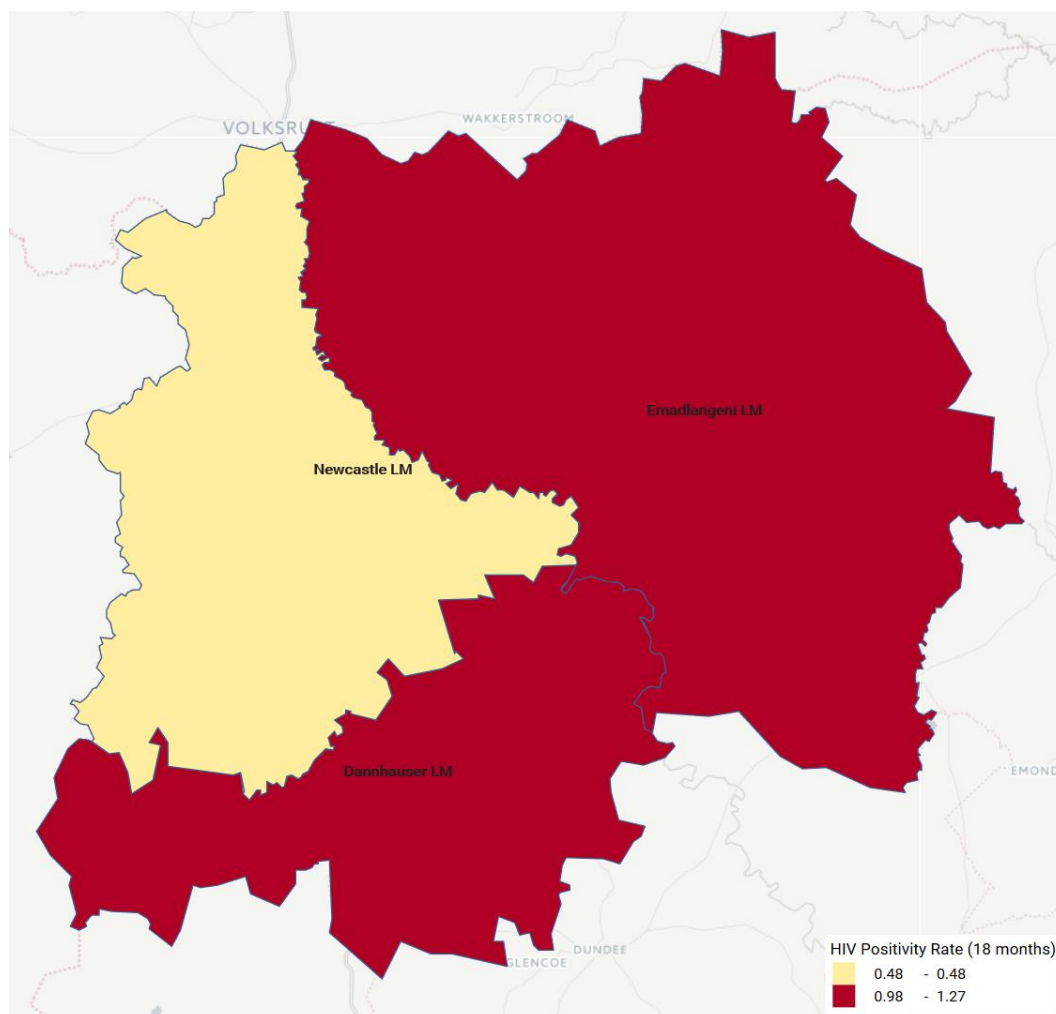 VOLKSRUST
WAKKERSTROOM
Emadlangeni LM
Newcastle LM
Dannhauser LM
EMOND
DUNDEE
GLENCOE
HIV Positivity Rate (18 months)
0.48 - 0.48
0.98 - 1.27